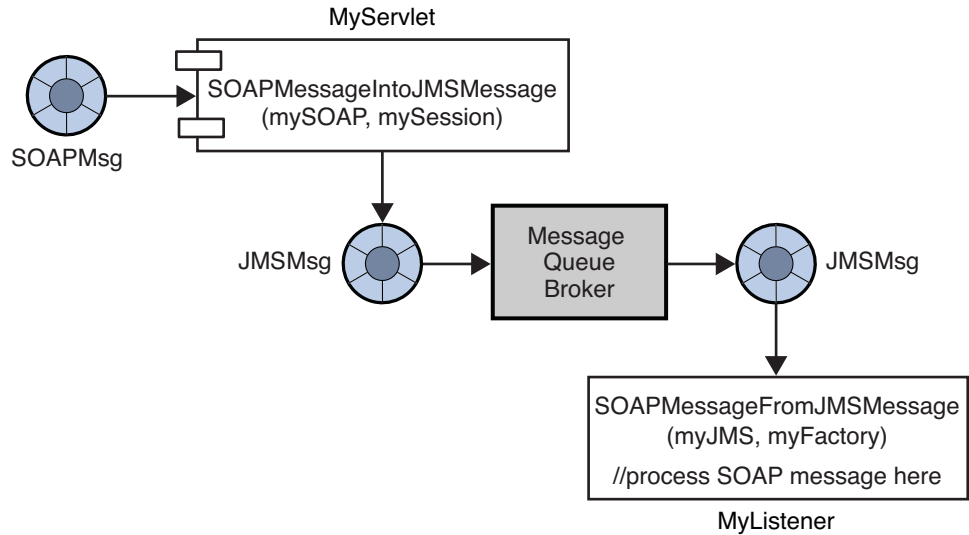 MyServlet
SOAPMessageIntoJMSMessage
(mySOAP, mySession)
SOAPMsg
JMSMsg
Message
Queue
Broker
JMSMsg
SOAPMessageFromJMSMessage
(myJMS, myFactory)
//process SOAP message here
MyListener